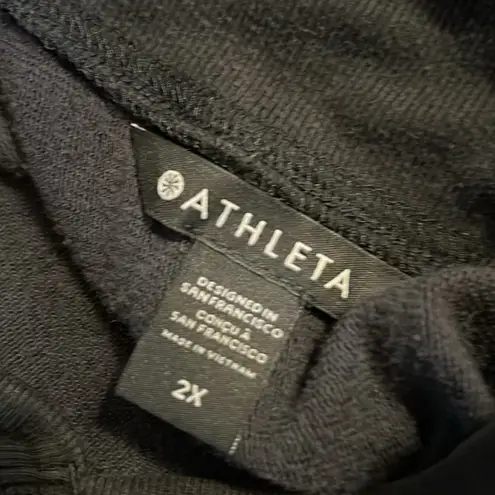 ATHLETA
DESIGNED IN
SAN FRANCISCO
CONÇU À
SAN FRANCISCO
MADE IN VIETNAM
2X